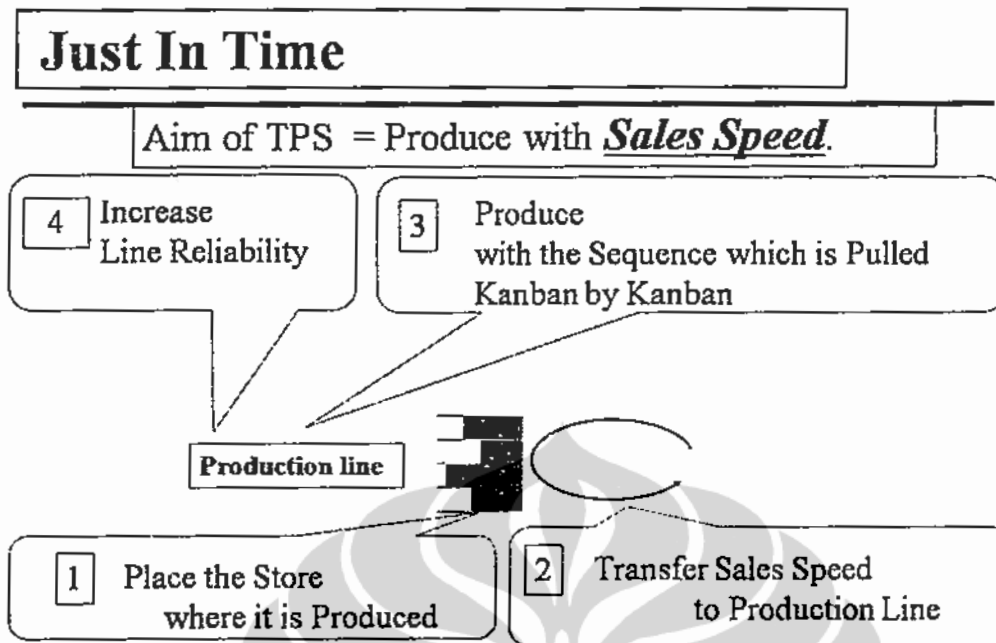 Just In Time
Aim of TPS = Produce with Sales Speed.
4 Increase
Line Reliability
3 Produce
with the Sequence which is Pulled
Kanban by Kanban
Production line
1 Place the Store
where it is Produced
2 Transfer Sales Speed
to Production Line